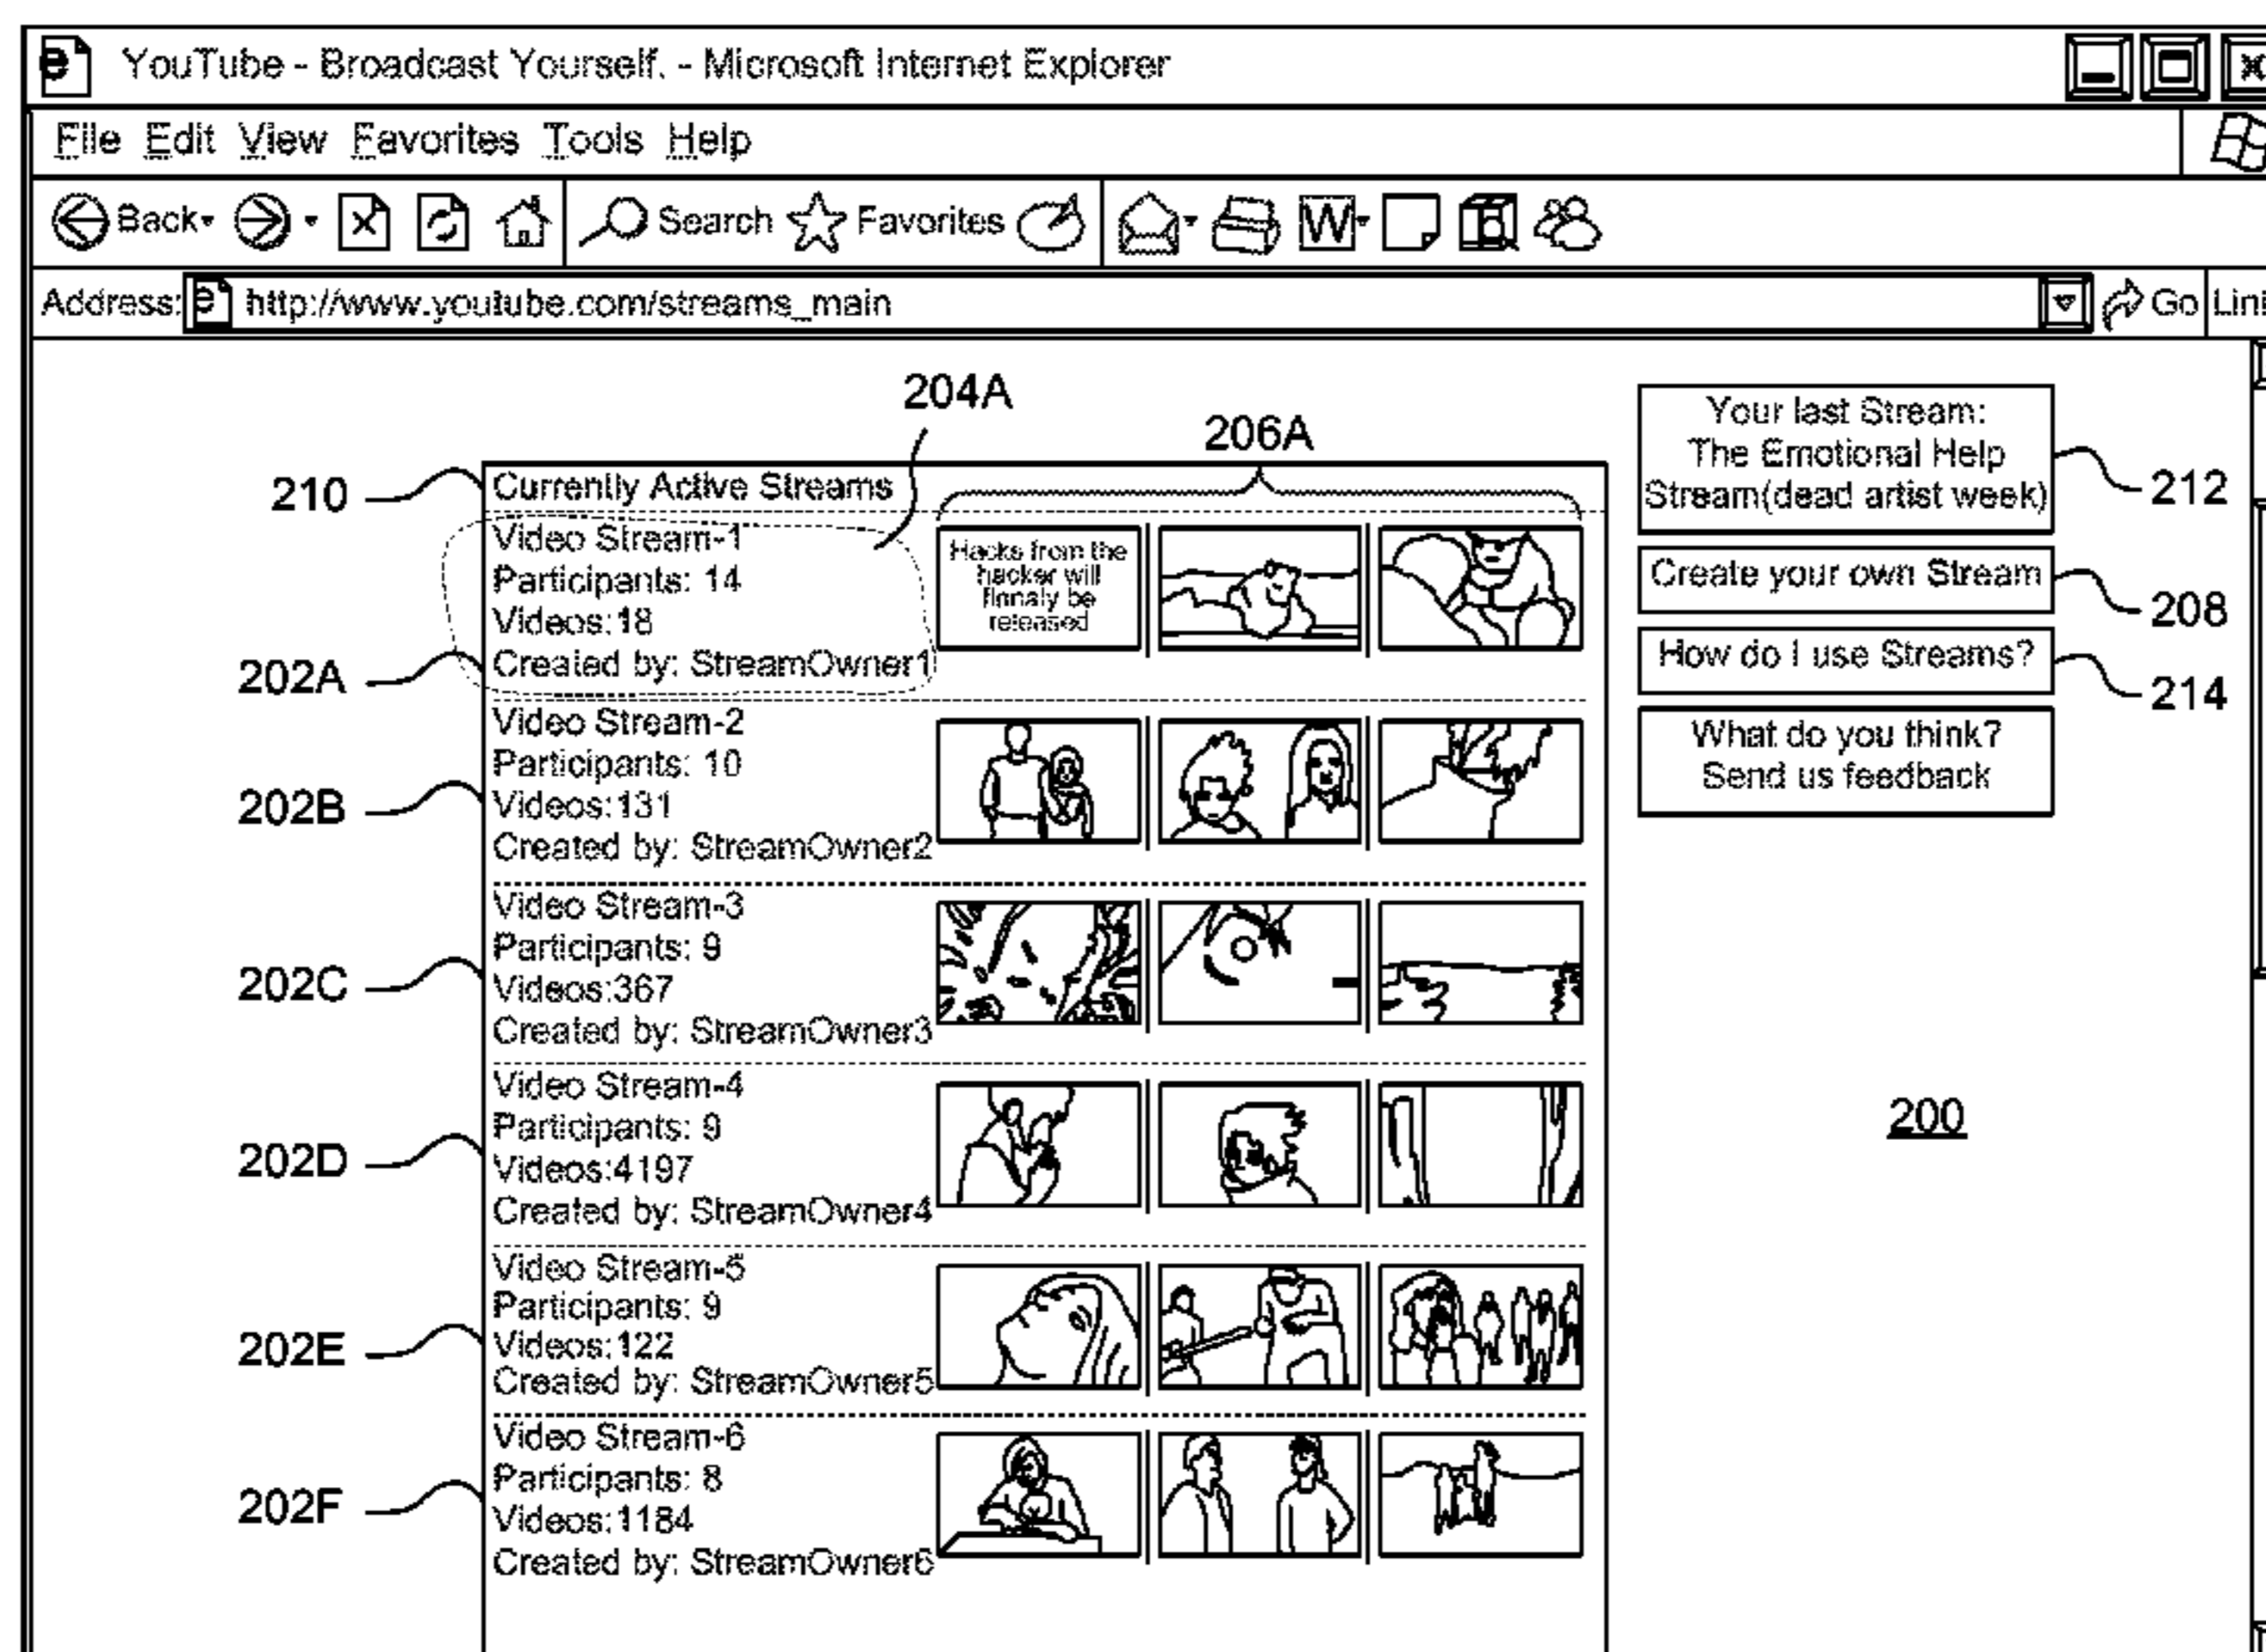 YouTube - Broadcast Yourself. - Microsoft Internet Explorer
File Edit View Favorites Tools Help
Back Search Favorites W
Address: http://www.youtube.com/streams_main Go
204A
206A
210
Currently Active Streams
Video Stream-1
Participants: 14
Videos:18
Created by: StreamOwner1
202A
Hacks from the
hacker will
finnaly be
released
Video Stream-2
Participants: 10
Videos:131
Created by: StreamOwner2
202B
Video Stream-3
Participants: 9
Videos:367
Created by: StreamOwner3
202C
Video Stream-4
Participants: 9
Videos:4197
Created by: StreamOwner4
202D
Video Stream-5
Participants: 9
Videos:122
Created by: StreamOwner5
202E
Video Stream-6
Participants: 8
Videos:1184
Created by: StreamOwner6
202F
Your last Stream:
The Emotional Help
Stream(dead artist week)
212
Create your own Stream
208
How do I use Streams?
214
What do you think?
Send us feedback
200